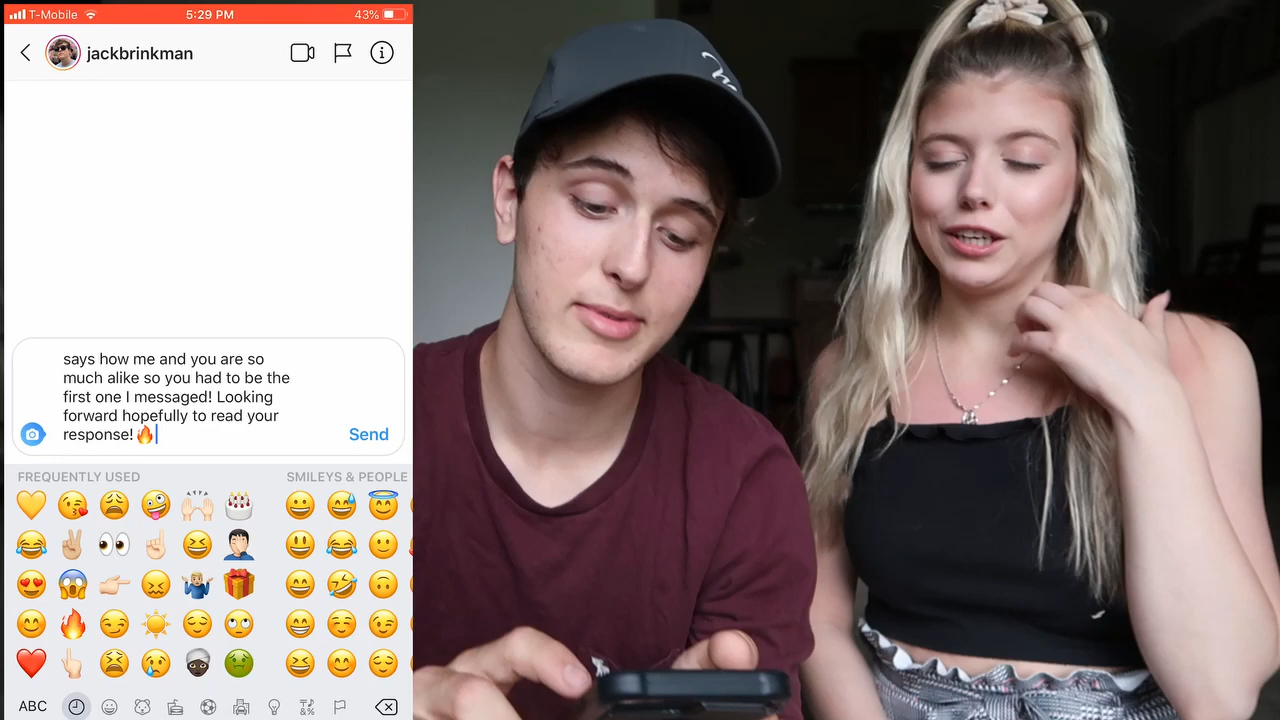 T-Mobile 5:29 PM 43%
jackbrinkman
says how me and you are so
much alike so you had to be the
first one I messaged! Looking
forward hopefully to read your
response!🔥
Send
FREQUENTLY USED SMILEYS & PEOPLE
ABC